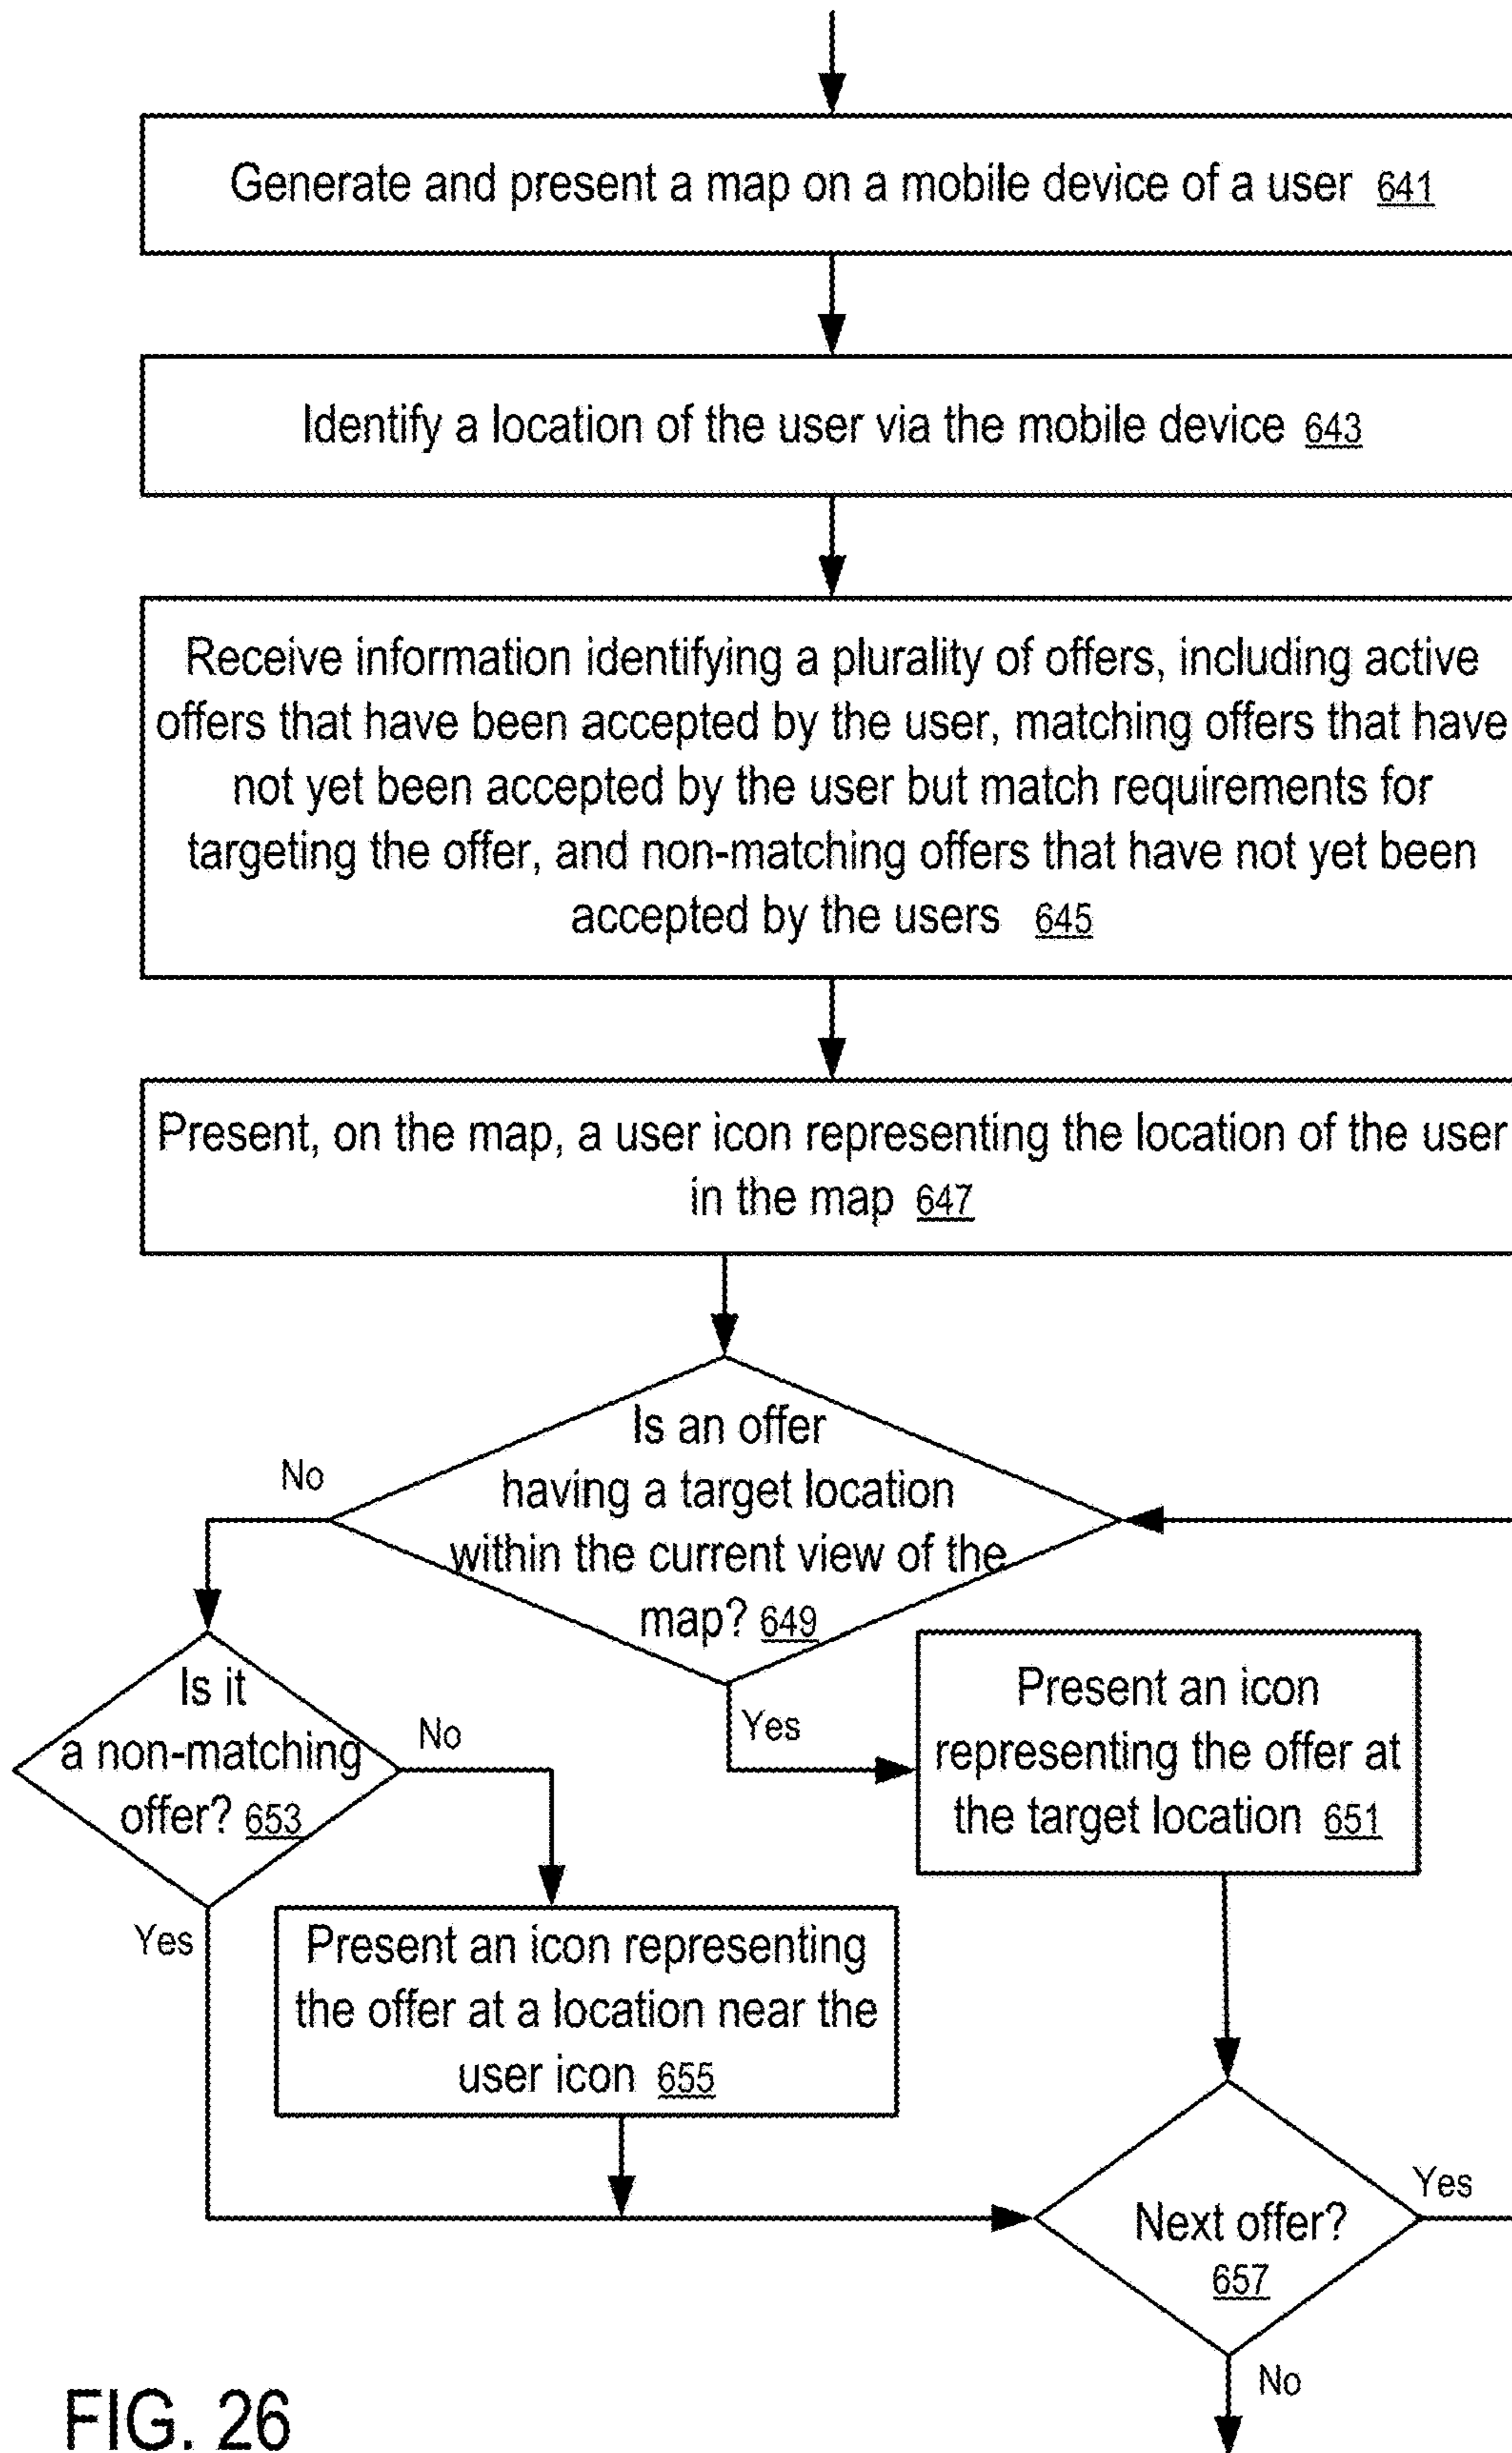 Generate and present a map on a mobile device of a user 641
Identify a location of the user via the mobile device 643
Receive information identifying a plurality of offers, including active
offers that have been accepted by the user, matching offers that have
not yet been accepted by the user but match requirements for
targeting the offer, and non-matching offers that have not yet been
accepted by the users 645
Present, on the map, a user icon representing the location of the user
in the map 647
Is an offer
having a target location
within the current view of the
map? 649
No
Yes
Is it
a non-matching
offer? 653
No
Yes
Present an icon
representing the offer at
the target location 651
Present an icon representing
the offer at a location near the
user icon 655
Next offer?
657
Yes
No
FIG. 26